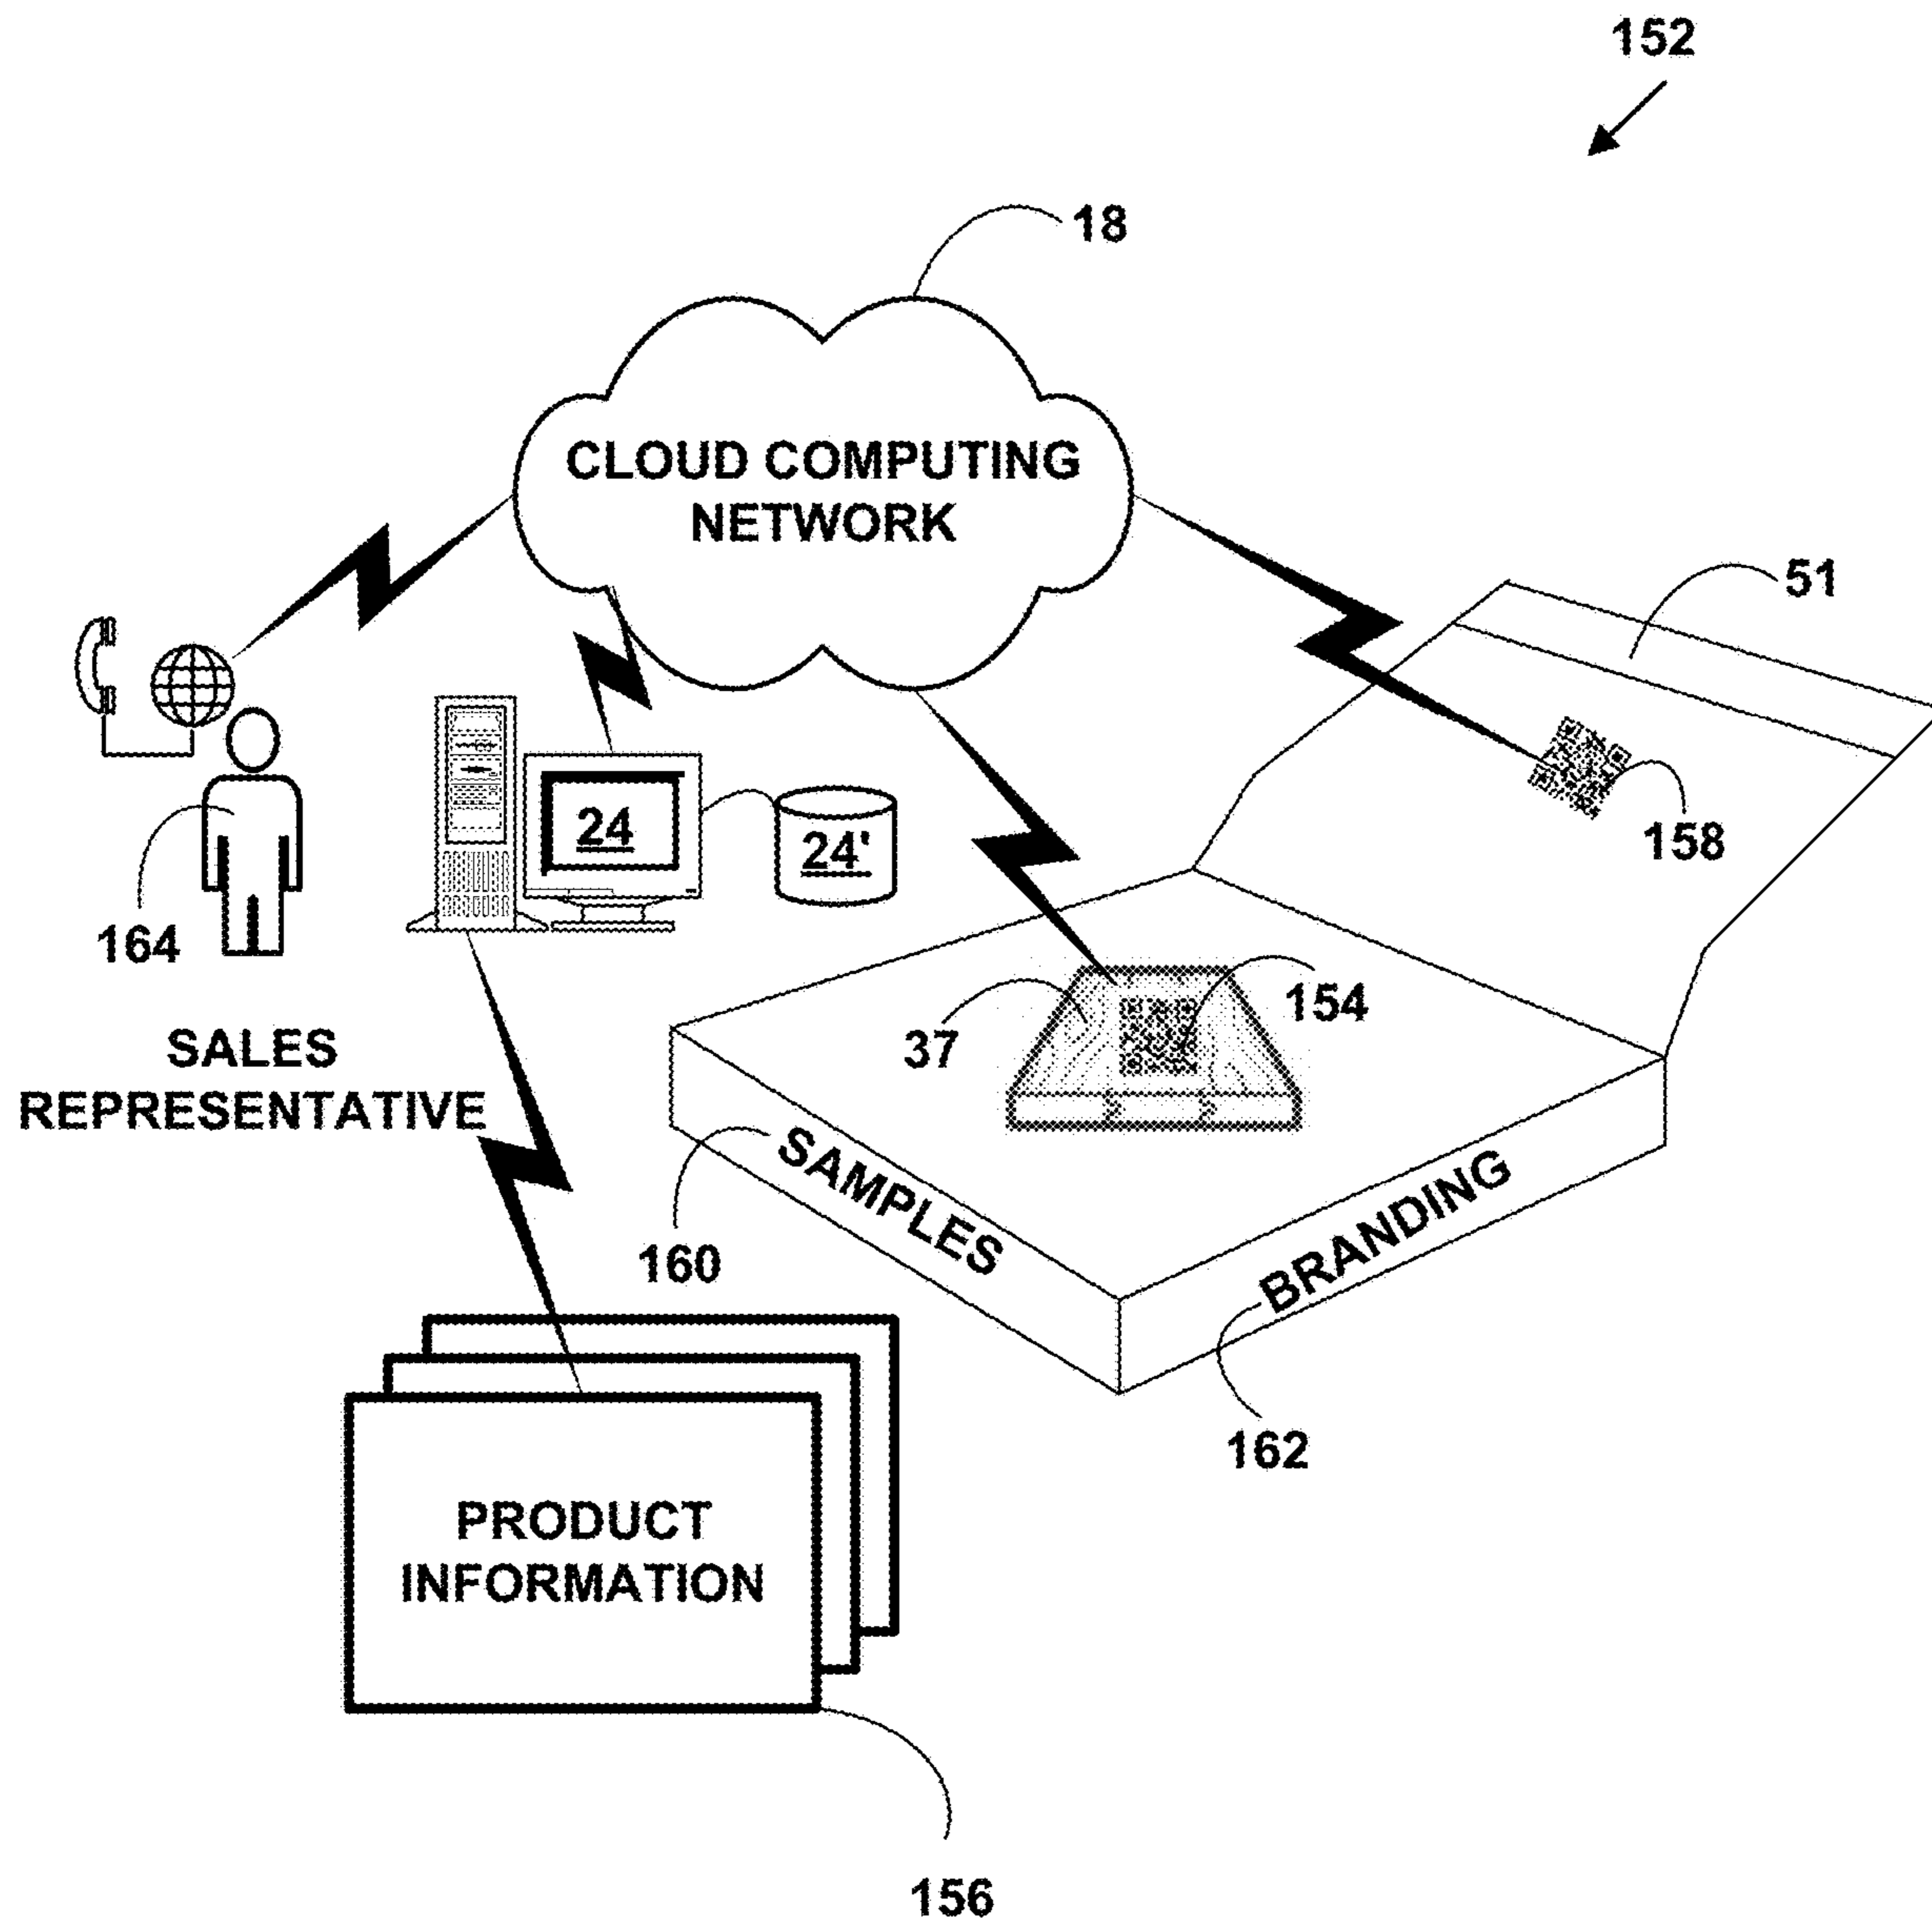 152
18
CLOUD COMPUTING
NETWORK
51
158
24
24'
164
154
37
SALES
REPRESENTATIVE
SAMPLES
BRANDING
160
162
PRODUCT
INFORMATION
156